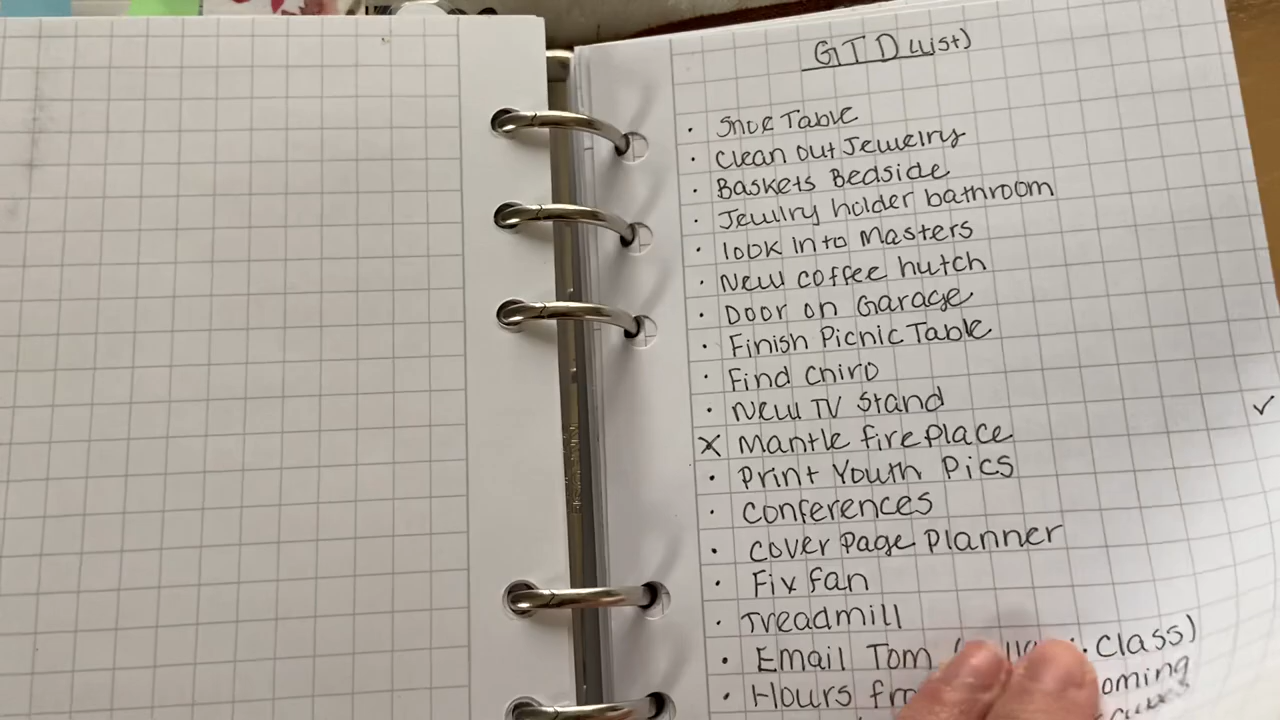 GTD (List)
· Shoe Table
· Clean out Jewelry
· Baskets Bedside
· Jewlry holder bathroom
· look into Masters
· New coffee hutch
· Door on Garage
· Finish Picnic Table
· Find Chiro
· New TV Stand
✓
X Mantle fireplace
· Print Youth Pics
· Conferences
· Cover page planner
· Fix fan
· Treadmill
· Email Tom class)
· Hours